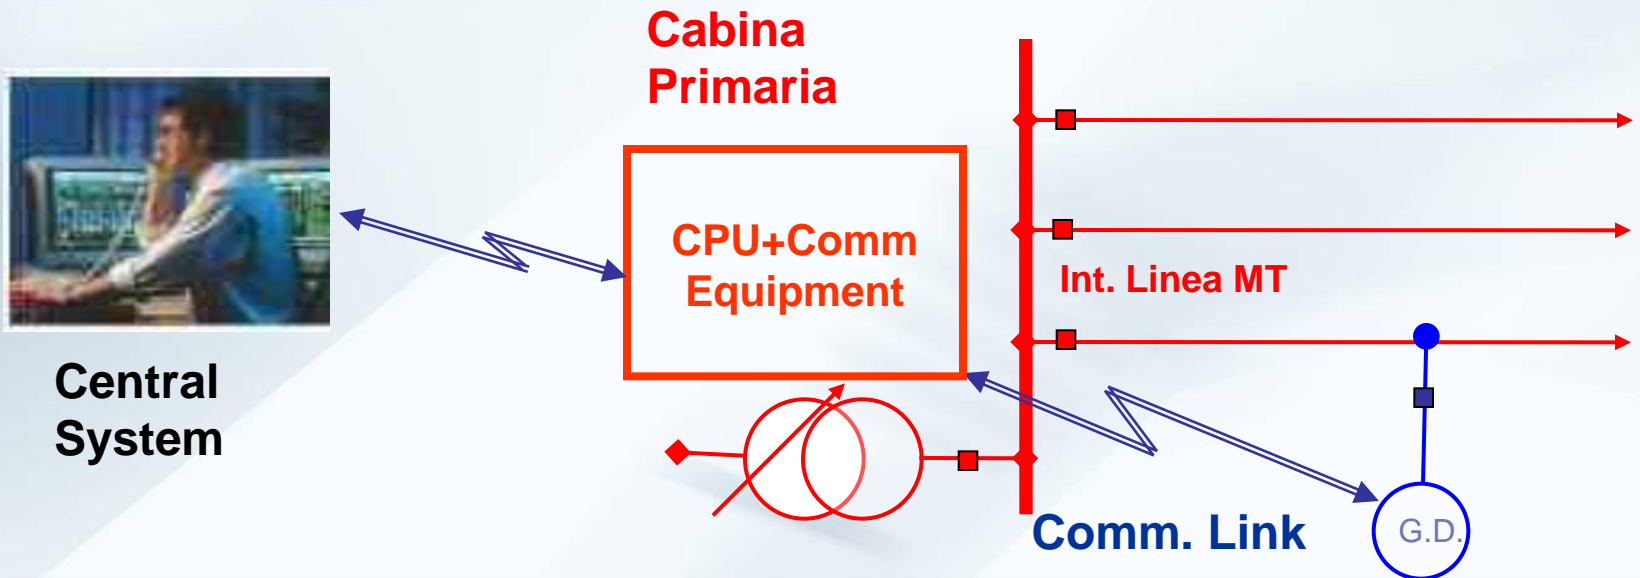 Cabina
Primaria
CPU+Comm
Equipment
Int. Linea MT
Central
System
Comm. Link
G.D.